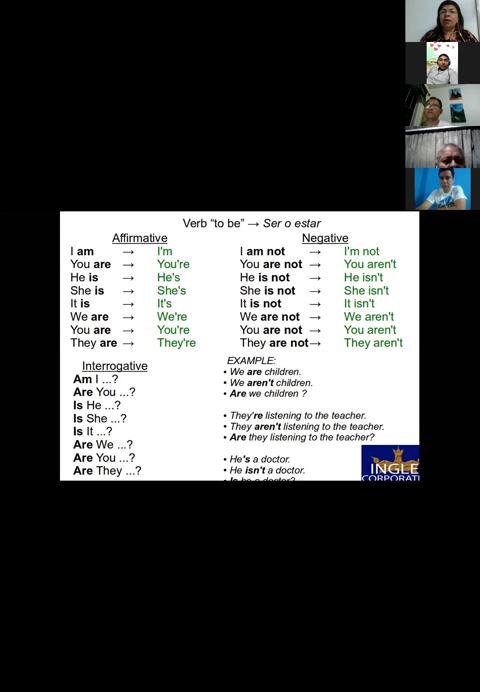 Verb "to be" → Ser o estar
Affirmative
I am → I'm
You are → You're
He is → He's
She is → She's
It is → It's
We are → We're
You are → You're
They are → They're
Negative
I am not → I'm not
You are not → You aren't
He is not → He isn't
She is not → She isn't
It is not → It isn't
We are not → We aren't
You are not → You aren't
They are not→ They aren't
Interrogative
Am I ...?
Are You ...?
Is He ...?
Is She ...?
Is It ...?
Are We ...?
Are You ...?
Are They ...?
EXAMPLE:
• We are children.
• We aren't children.
• Are we children ?
• They're listening to the teacher.
• They aren't listening to the teacher.
• Are they listening to the teacher?
• He's a doctor.
• He isn't a doctor.
• Is he a doctor?
INGLE
CORPORATI